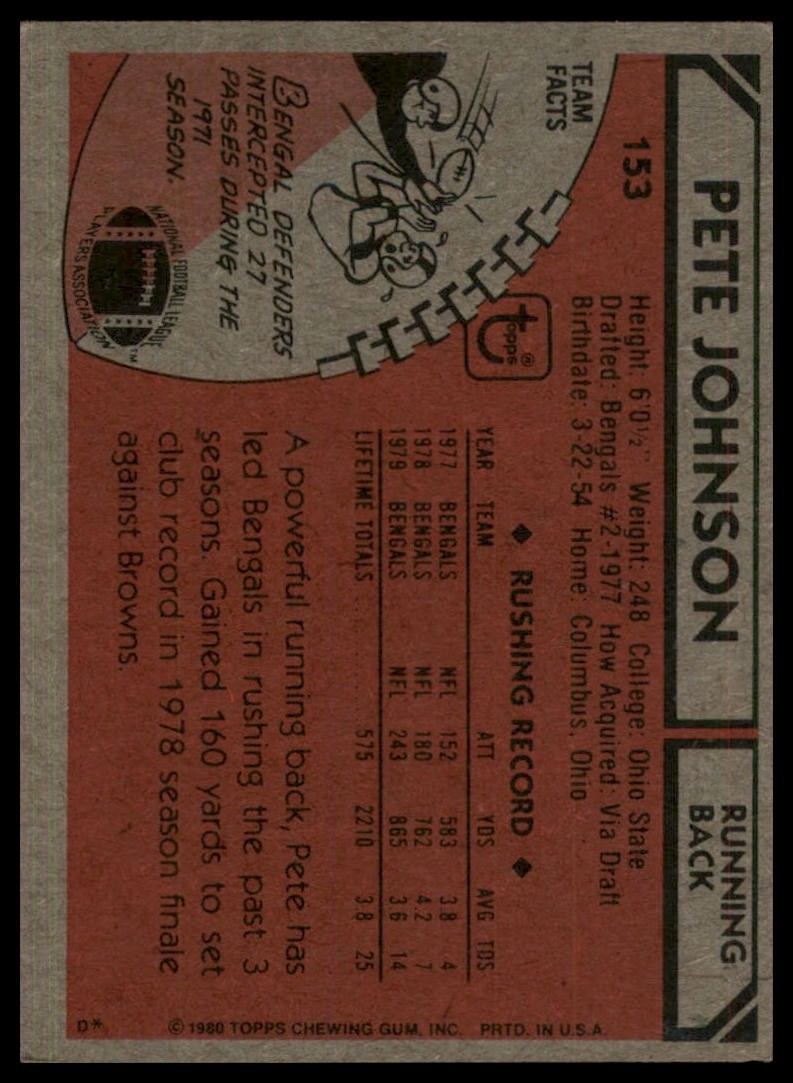 PETE JOHNSON
RUNNING
BACK
153
Height: 6'0½" Weight: 248 College: Ohio State
Drafted: Bengals #2-1977 How Acquired: Via Draft
Birthdate: 3-22-54 Home: Columbus, Ohio
TEAM
FACTS
BENGAL DEFENDERS
INTERCEPTED 27
PASSES DURING THE
1971
SEASON.
NATIONAL FOOTBALL LEAGUE
PLAYERS ASSOCIATION
TM
topps®
◆ RUSHING RECORD ◆
YEAR TEAM ATT YDS AVG TDS
1977 BENGALS NFL 152 583 3.8 4
1978 BENGALS NFL 180 762 4.2 7
1979 BENGALS NFL 243 865 3.6 14
LIFETIME TOTALS 575 2210 3.8 25
A powerful running back, Pete has
led Bengals in rushing the past 3
seasons. Gained 160 yards to set
club record in 1978 season finale
against Browns.
D* © 1980 TOPPS CHEWING GUM, INC. PRTD. IN U.S.A.